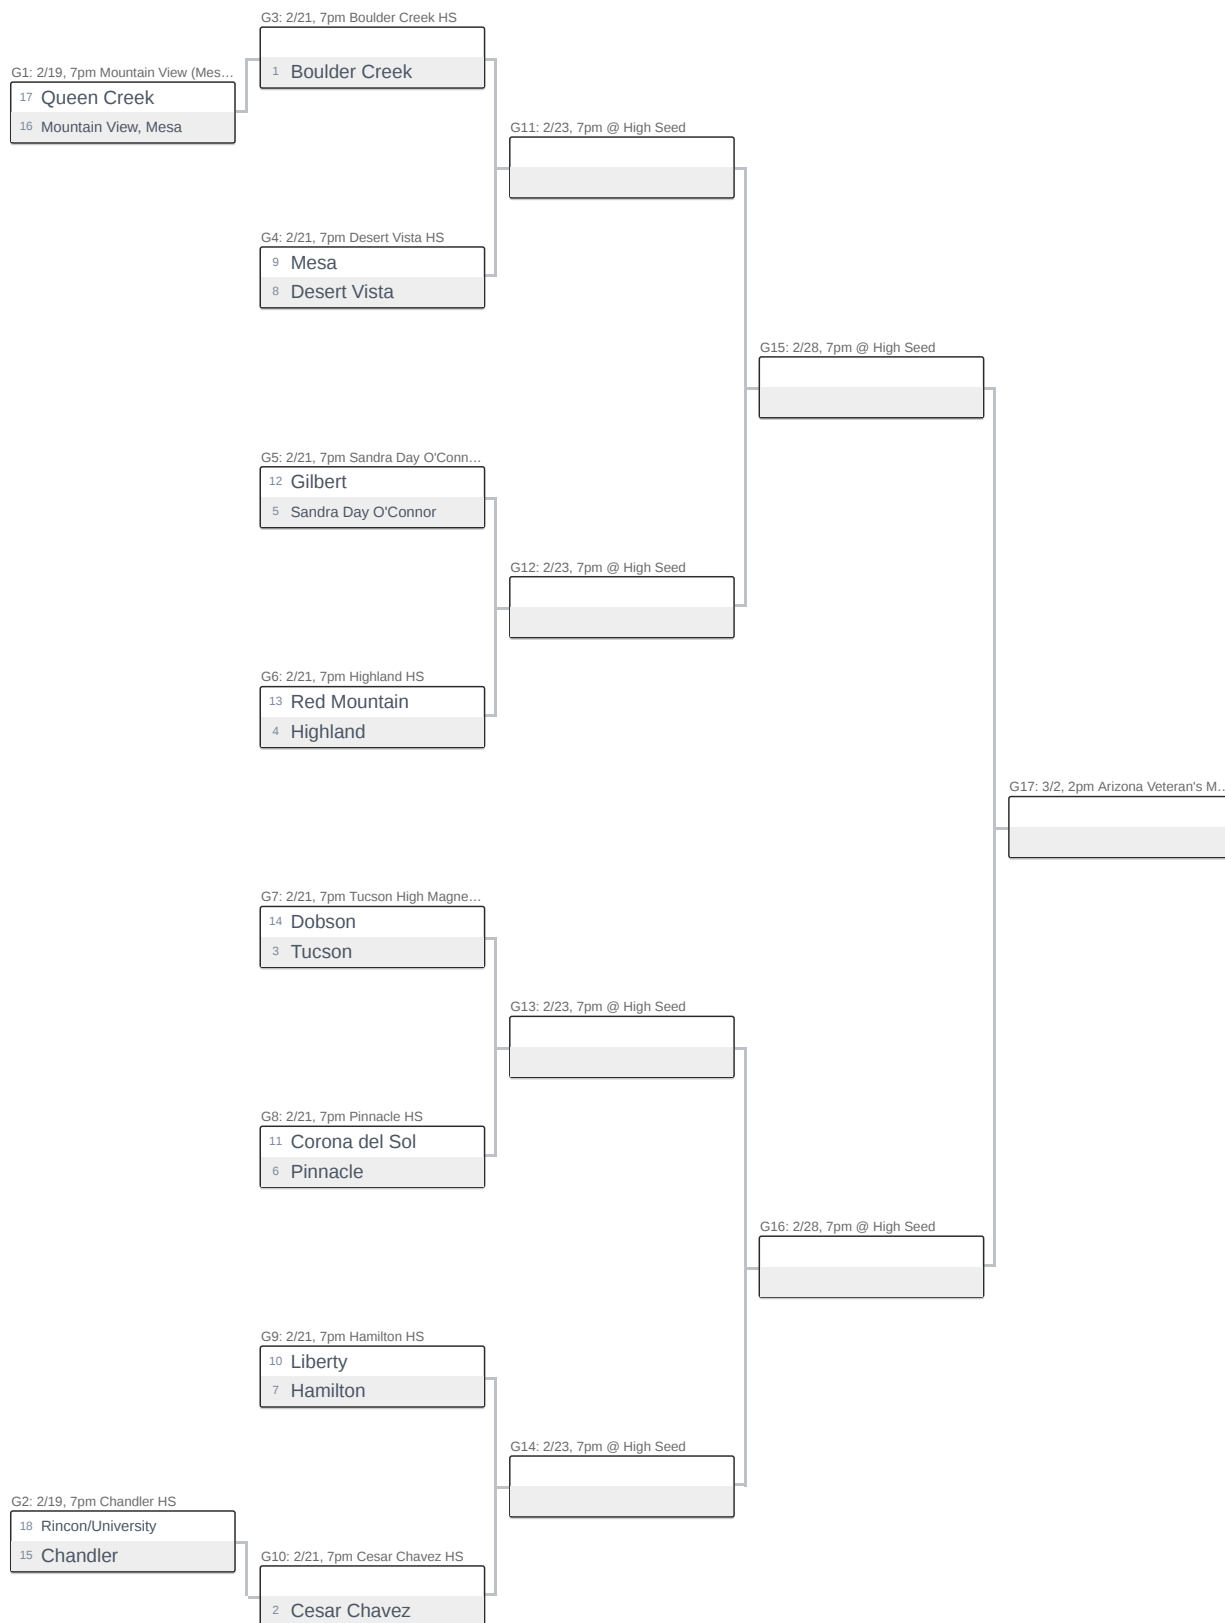 G3: 2/21, 7pm Boulder Creek HS
1 Boulder Creek
G1: 2/19, 7pm Mountain View (Mes...
17 Queen Creek
16 Mountain View, Mesa
G11: 2/23, 7pm @ High Seed
G4: 2/21, 7pm Desert Vista HS
9 Mesa
8 Desert Vista
G15: 2/28, 7pm @ High Seed
G5: 2/21, 7pm Sandra Day O'Conn...
12 Gilbert
5 Sandra Day O'Connor
G12: 2/23, 7pm @ High Seed
G6: 2/21, 7pm Highland HS
13 Red Mountain
4 Highland
G17: 3/2, 2pm Arizona Veteran's M...
G7: 2/21, 7pm Tucson High Magne...
14 Dobson
3 Tucson
G13: 2/23, 7pm @ High Seed
G8: 2/21, 7pm Pinnacle HS
11 Corona del Sol
6 Pinnacle
G16: 2/28, 7pm @ High Seed
G9: 2/21, 7pm Hamilton HS
10 Liberty
7 Hamilton
G14: 2/23, 7pm @ High Seed
G2: 2/19, 7pm Chandler HS
18 Rincon/University
15 Chandler
G10: 2/21, 7pm Cesar Chavez HS
2 Cesar Chavez